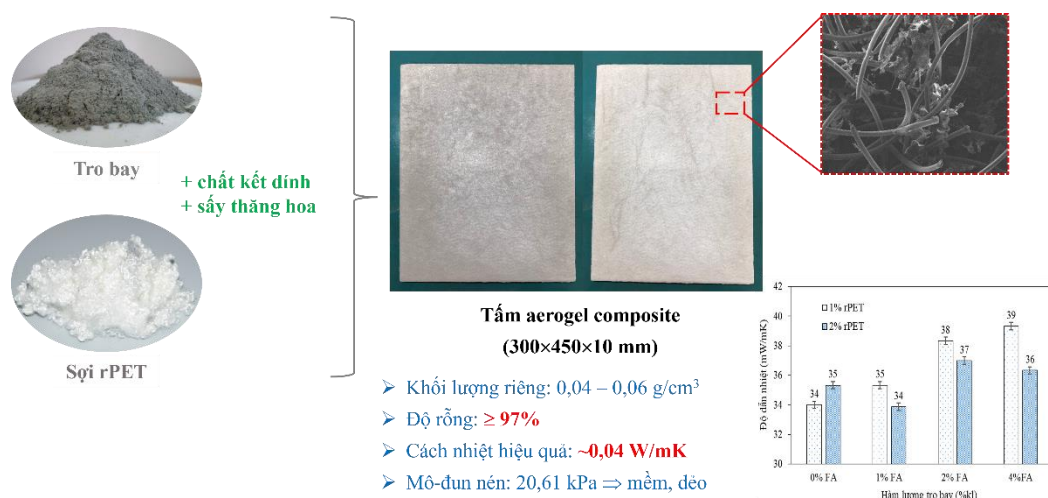 Tro bay
+ chất kết dính
+ sấy thăng hoa
Sợi rPET
Tấm aerogel composite
(300×450×10 mm)
➢ Khối lượng riêng: 0,04 – 0,06 g/cm³
➢ Độ rỗng: ≥ 97%
➢ Cách nhiệt hiệu quả: ~0,04 W/mK
➢ Mô-đun nén: 20,61 kPa ⇒ mềm, dẻo
Độ dẫn nhiệt (mW/mK)
42
40
38
36
34
32
30
1% rPET
2% rPET
34
35
35
34
38
37
39
36
0% FA
1% FA
2% FA
4%FA
Hàm lượng tro bay (%kl)